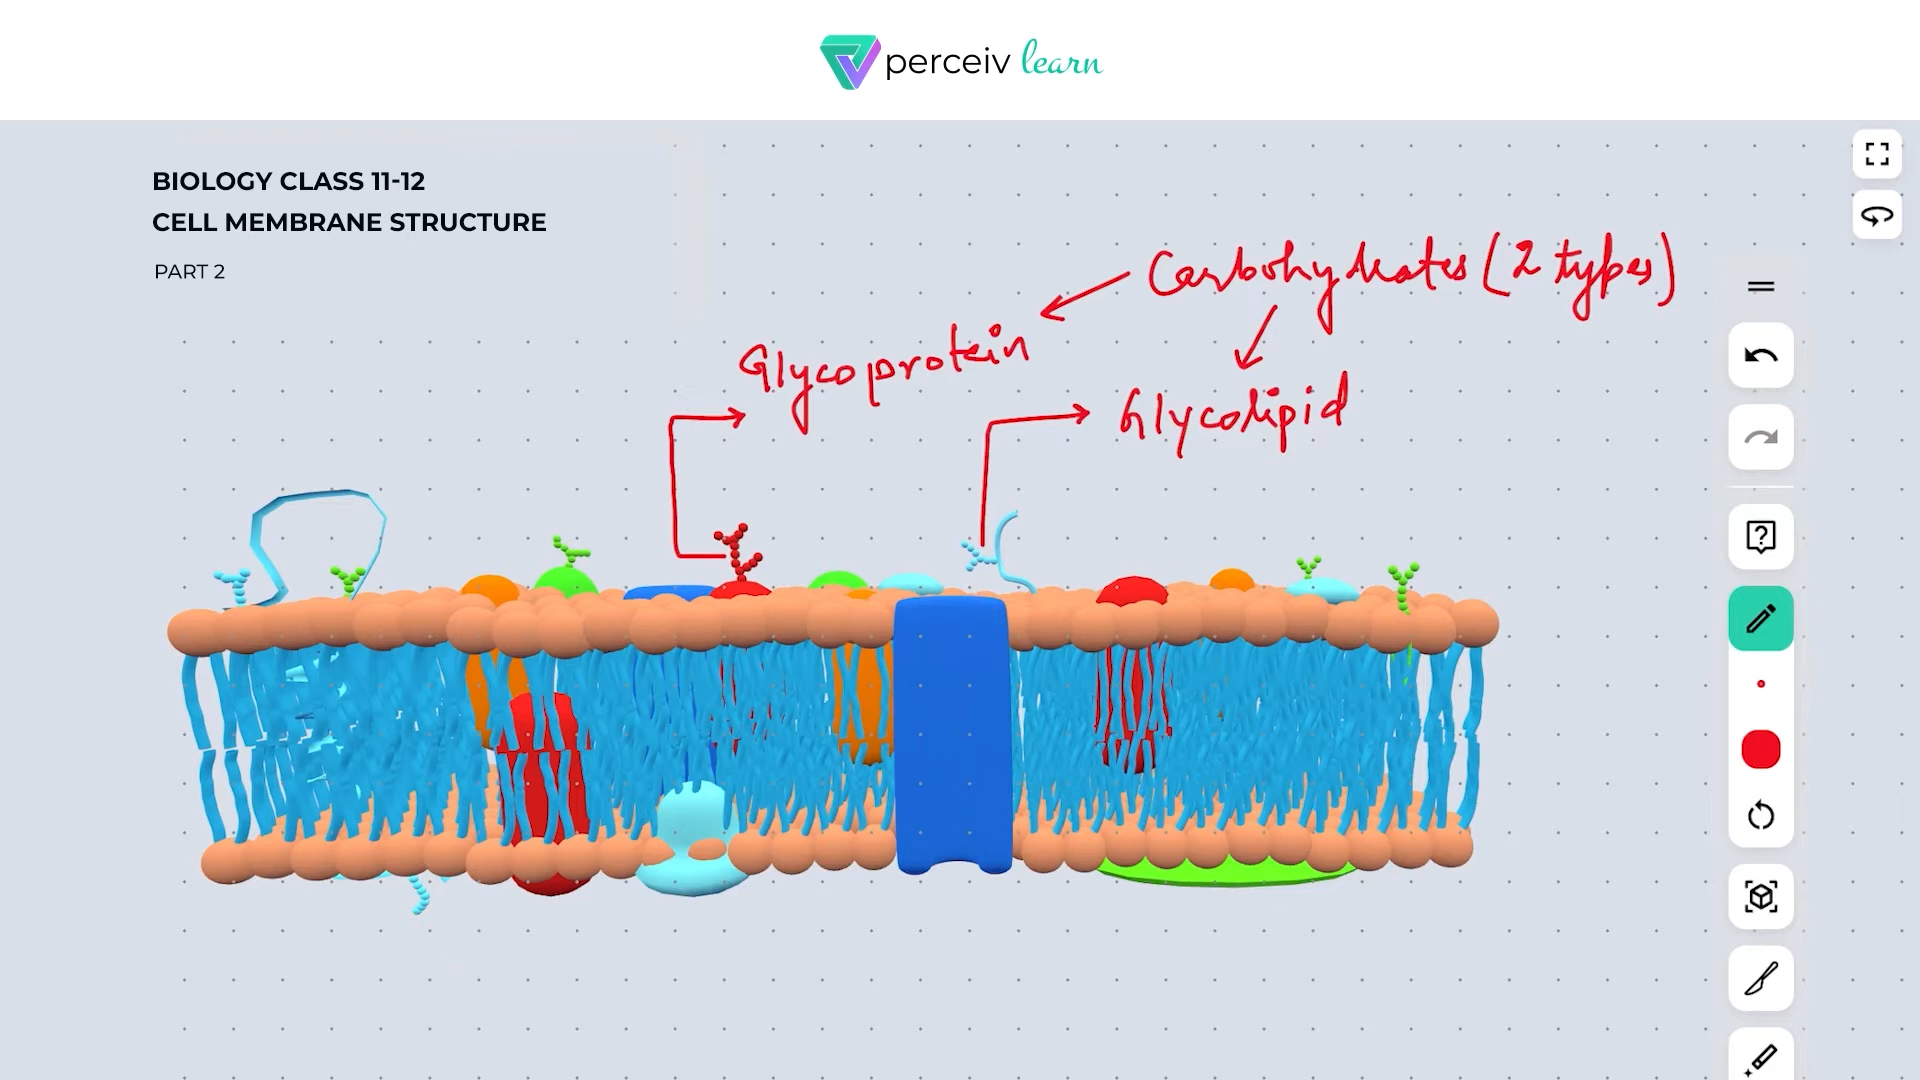 perceiv learn
BIOLOGY CLASS 11-12
CELL MEMBRANE STRUCTURE
PART 2
Carbohydrates (2 types)
Glycoprotein
Glycolipid